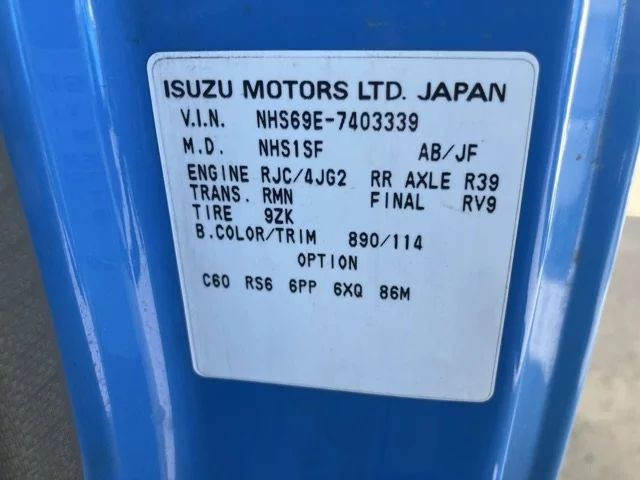 ISUZU MOTORS LTD. JAPAN
V.I.N. NHS69E-7403339
M.D. NHS1SF AB/JF
ENGINE RJC/4JG2 RR AXLE R39
TRANS. RMN FINAL RV9
TIRE 9ZK
B.COLOR/TRIM 890/114
OPTION
C60 RS6 6PP 6XQ 86M